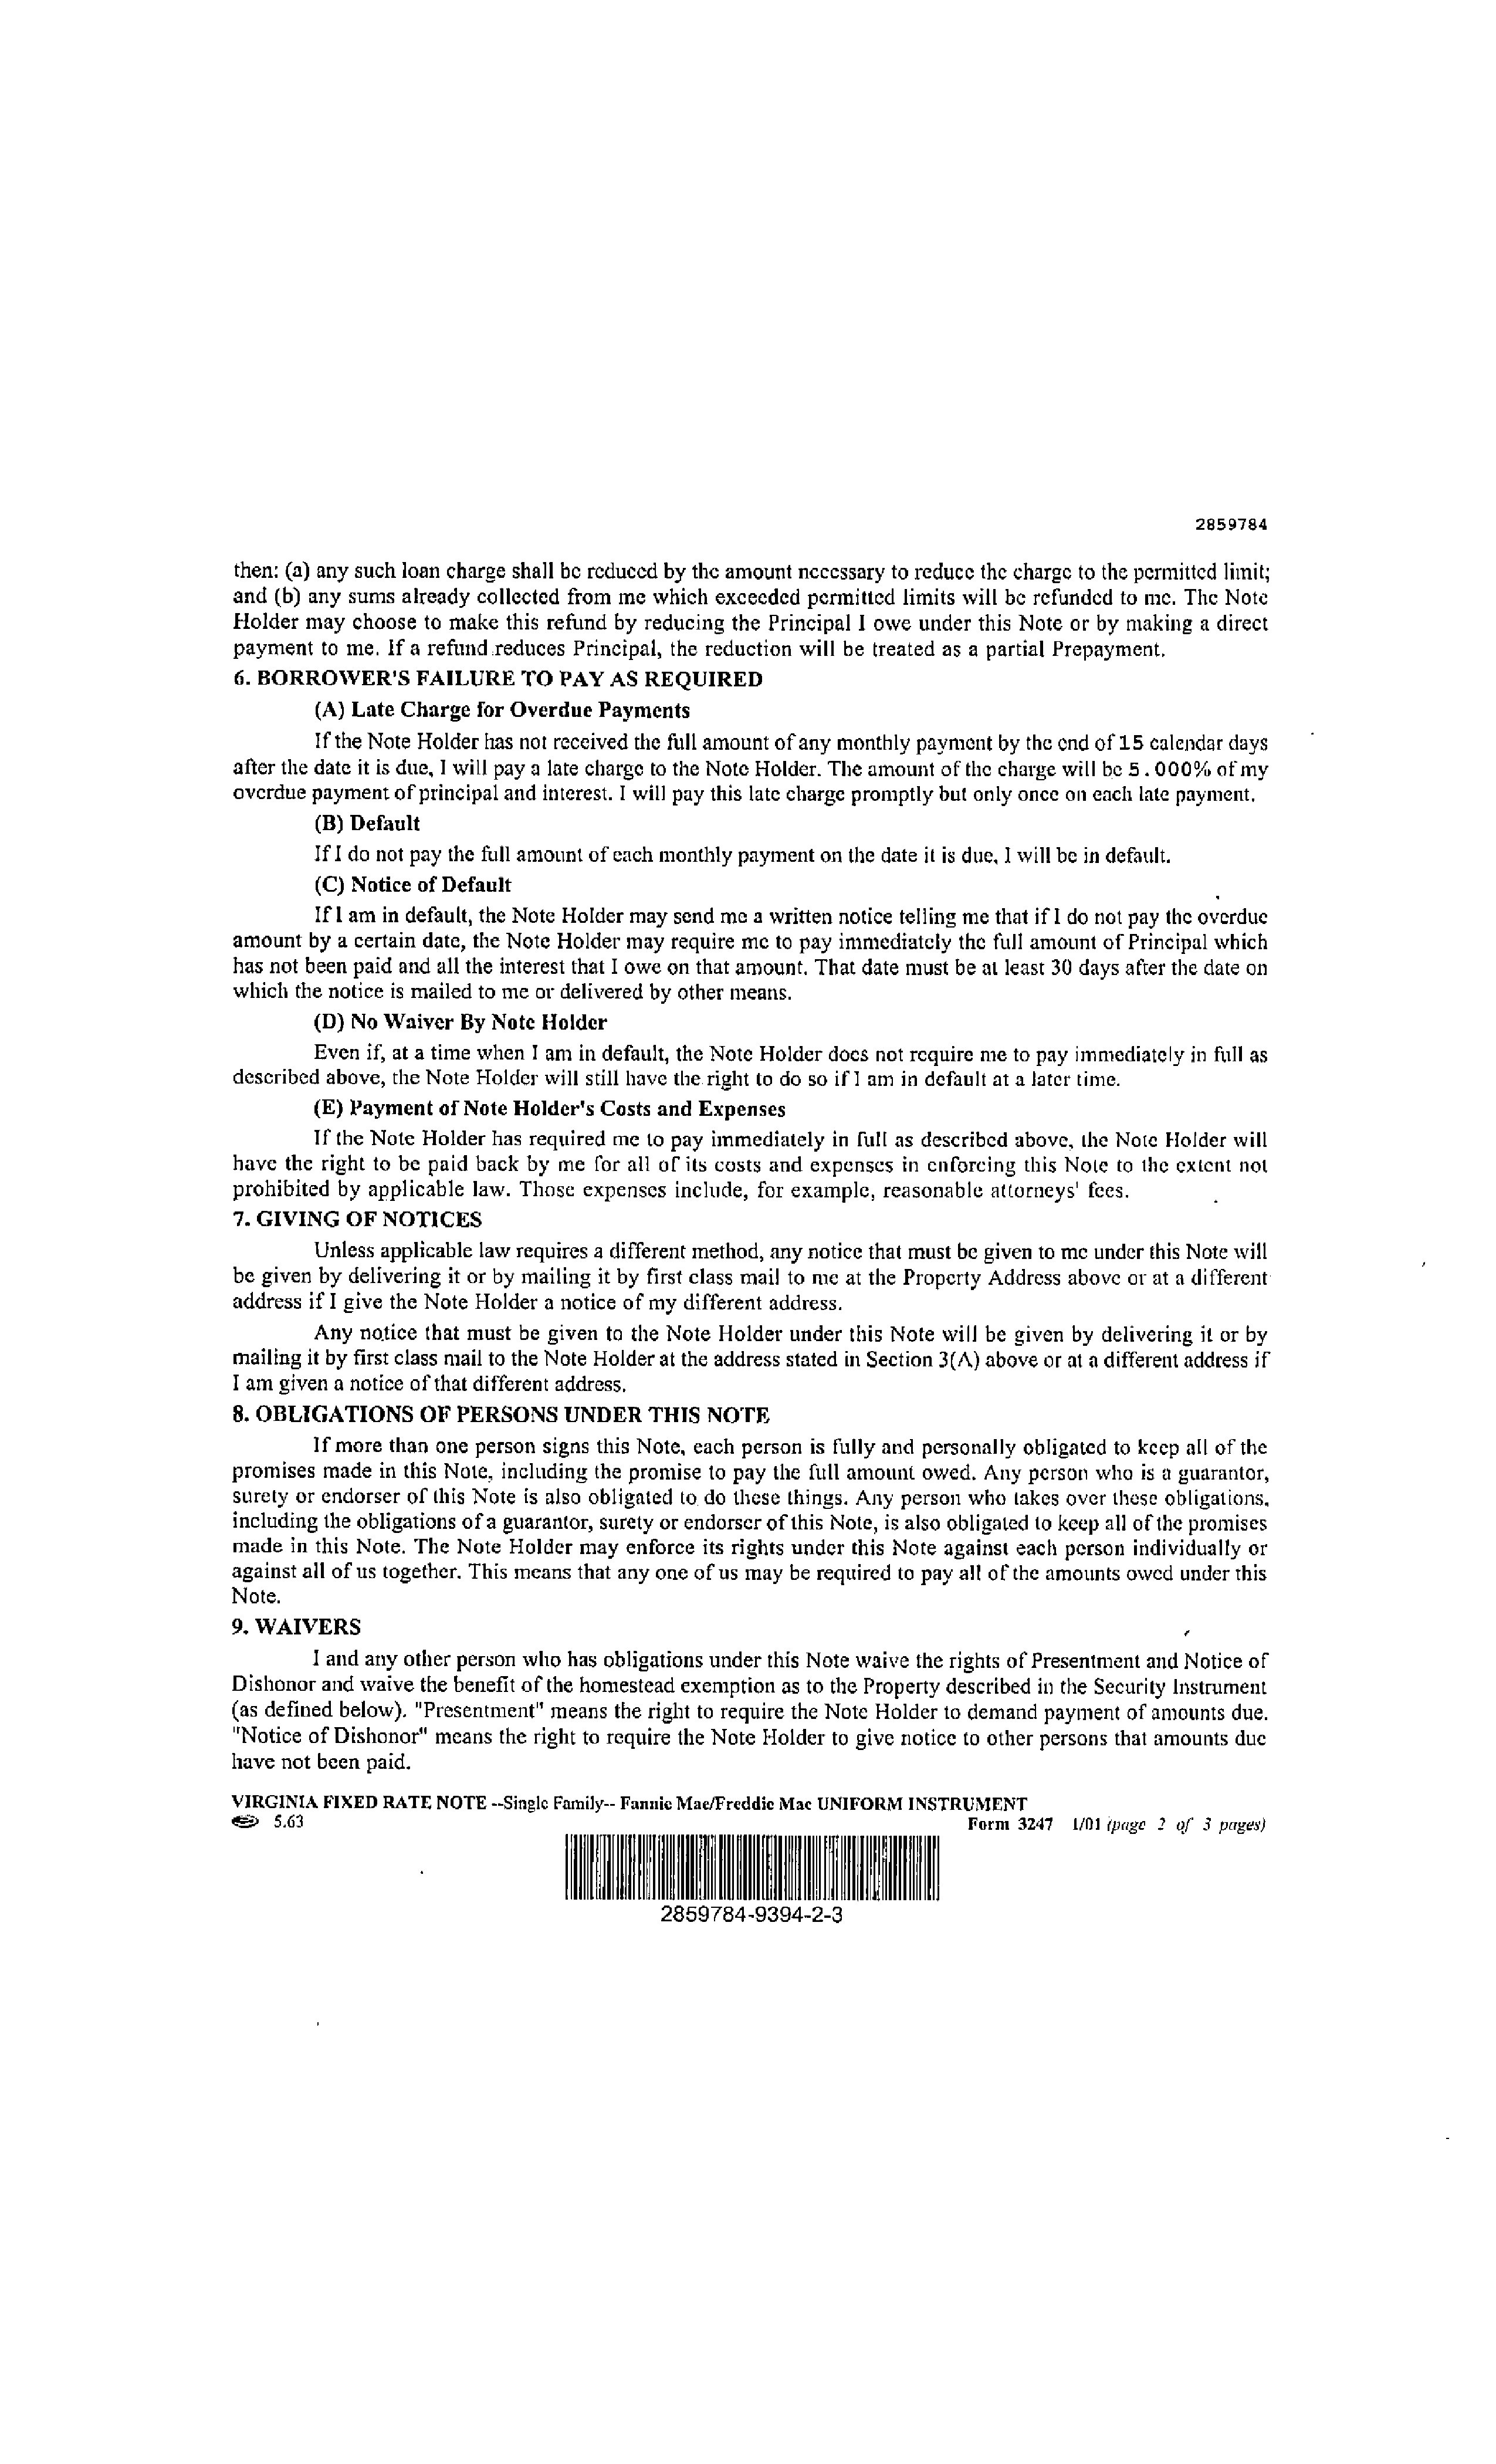 2859784
then: (a) any such loan charge shall be reduced by the amount necessary to reduce the charge to the permitted limit;
and (b) any sums already collected from me which exceeded permitted limits will be refunded to me. The Note
Holder may choose to make this refund by reducing the Principal I owe under this Note or by making a direct
payment to me. If a refund reduces Principal, the reduction will be treated as a partial Prepayment.
6. BORROWER'S FAILURE TO PAY AS REQUIRED
(A) Late Charge for Overdue Payments
If the Note Holder has not received the full amount of any monthly payment by the end of 15 calendar days
after the date it is due, I will pay a late charge to the Note Holder. The amount of the charge will be 5.000% of my
overdue payment of principal and interest. I will pay this late charge promptly but only once on each late payment.
(B) Default
If I do not pay the full amount of each monthly payment on the date it is due, I will be in default.
(C) Notice of Default
If I am in default, the Note Holder may send me a written notice telling me that if I do not pay the overdue
amount by a certain date, the Note Holder may require me to pay immediately the full amount of Principal which
has not been paid and all the interest that I owe on that amount. That date must be at least 30 days after the date on
which the notice is mailed to me or delivered by other means.
(D) No Waiver By Note Holder
Even if, at a time when I am in default, the Note Holder does not require me to pay immediately in full as
described above, the Note Holder will still have the right to do so if I am in default at a later time.
(E) Payment of Note Holder's Costs and Expenses
If the Note Holder has required me to pay immediately in full as described above, the Note Holder will
have the right to be paid back by me for all of its costs and expenses in enforcing this Note to the extent not
prohibited by applicable law. Those expenses include, for example, reasonable attorneys' fees.
7. GIVING OF NOTICES
Unless applicable law requires a different method, any notice that must be given to me under this Note will
be given by delivering it or by mailing it by first class mail to me at the Property Address above or at a different
address if I give the Note Holder a notice of my different address.
Any notice that must be given to the Note Holder under this Note will be given by delivering it or by
mailing it by first class mail to the Note Holder at the address stated in Section 3(A) above or at a different address if
I am given a notice of that different address.
8. OBLIGATIONS OF PERSONS UNDER THIS NOTE
If more than one person signs this Note, each person is fully and personally obligated to keep all of the
promises made in this Note, including the promise to pay the full amount owed. Any person who is a guarantor,
surety or endorser of this Note is also obligated to do these things. Any person who takes over these obligations,
including the obligations of a guarantor, surety or endorser of this Note, is also obligated to keep all of the promises
made in this Note. The Note Holder may enforce its rights under this Note against each person individually or
against all of us together. This means that any one of us may be required to pay all of the amounts owed under this
Note.
9. WAIVERS
I and any other person who has obligations under this Note waive the rights of Presentment and Notice of
Dishonor and waive the benefit of the homestead exemption as to the Property described in the Security Instrument
(as defined below). "Presentment" means the right to require the Note Holder to demand payment of amounts due.
"Notice of Dishonor" means the right to require the Note Holder to give notice to other persons that amounts due
have not been paid.
VIRGINIA FIXED RATE NOTE --Single Family-- Fannie Mae/Freddie Mac UNIFORM INSTRUMENT
5.63 Form 3247 1/01 (page 2 of 3 pages)
2859784-9394-2-3